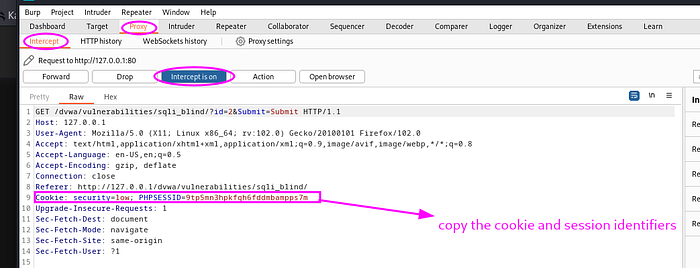 Ka
Burp Project Intruder Repeater Window Help
Dashboard Target Proxy Intruder Repeater Collaborator Sequencer Decoder Comparer Logger Organizer Extensions Learn
Intercept HTTP history WebSockets history Proxy settings
Request to http://127.0.0.1:80
Forward Drop Intercept is on Action Open browser
Pretty Raw Hex
\n
In
1 GET /dvwa/vulnerabilities/sqli_blind/?id=2&Submit=Submit HTTP/1.1
2 Host: 127.0.0.1
3 User-Agent: Mozilla/5.0 (X11; Linux x86_64; rv:102.0) Gecko/20100101 Firefox/102.0
4 Accept: text/html,application/xhtml+xml,application/xml;q=0.9,image/avif,image/webp,*/*;q=0.8
5 Accept-Language: en-US,en;q=0.5
6 Accept-Encoding: gzip, deflate
7 Connection: close
8 Referer: http://127.0.0.1/dvwa/vulnerabilities/sqli_blind/
9 Cookie: security=low; PHPSESSID=9tp5mn3hpkfqh6fddmbampps7m
10 Upgrade-Insecure-Requests: 1
11 Sec-Fetch-Dest: document
12 Sec-Fetch-Mode: navigate
13 Sec-Fetch-Site: same-origin
14 Sec-Fetch-User: ?1
copy the cookie and session identifiers
Re
Re
Re
Re
Re